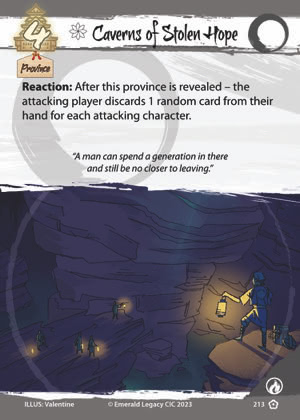 4
Caverns of Stolen Hope
Province
Reaction: After this province is revealed – the
attacking player discards 1 random card from their
hand for each attacking character.
"A man can spend a generation in there
and still be no closer to leaving."
ILLUS: Valentine
© Emerald Legacy CIC 2023
213